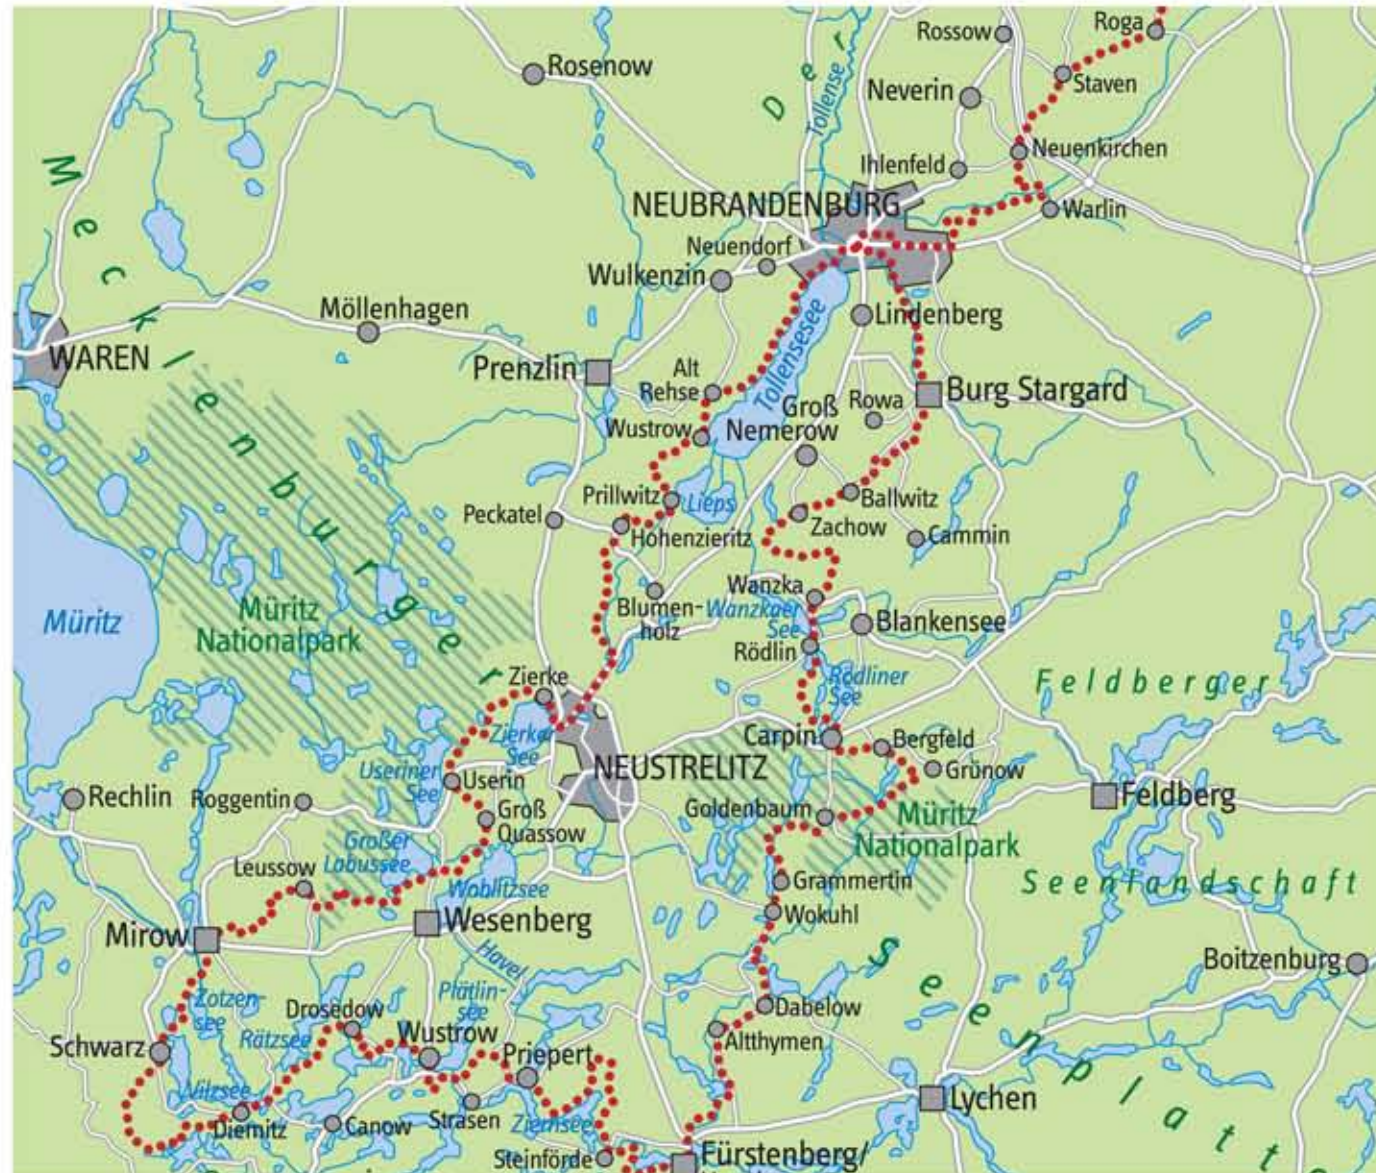 Roga
Rossow
Rosenow
Staven
Neverin
Der
Tollense
Neuenkirchen
Ihlenfeld
NEUBRANDENBURG
Warlin
Neuendorf
Wulkenzin
Möllenhagen
Lindenberg
WAREN
Prenzlin
Tollensesee
Alt
Rehse
Burg Stargard
Rowa
Groß
Nemerow
Wustrow
Mecklenburger
Prillwitz
Lieps
Ballwitz
Peckatel
Zachow
Hohenzieritz
Cammin
Wanzka
Blumen-
holz
Wanzkaer
See
Müritz
Müritz
Nationalpark
Blankensee
Rödlin
Rödliner
See
Zierke
Feldberger
Zierker
See
Carpin
Bergfeld
Useriner
See
Userin
NEUSTRELITZ
Grünow
Rechlin
Roggentin
Feldberg
Groß
Quassow
Goldenbaum
Müritz
Nationalpark
Großer
Labussee
Leussow
Woblitzsee
Grammertin
Seenlandschaft
Wokuhl
Wesenberg
Mirow
Havel
Seenplatt
Boitzenburg
Zotzen-
see
Drosedow
Plätlin-
see
Dabelow
Rätzsee
Wustrow
Altthymen
Schwarz
Priepert
Vilzsee
Lychen
Diemitz
Canow
Strasen
Ziernsee
Steinförde
Fürstenberg/